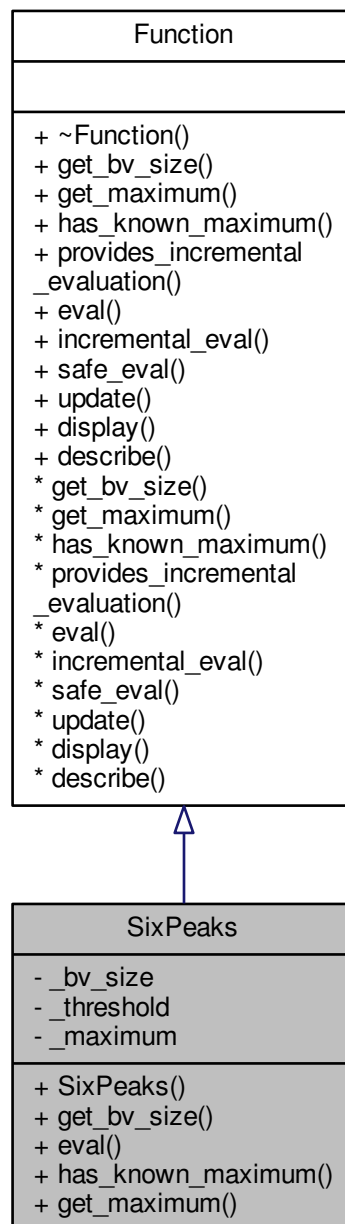 Function
+ ~Function()
+ get_bv_size()
+ get_maximum()
+ has_known_maximum()
+ provides_incremental
_evaluation()
+ eval()
+ incremental_eval()
+ safe_eval()
+ update()
+ display()
+ describe()
* get_bv_size()
* get_maximum()
* has_known_maximum()
* provides_incremental
_evaluation()
* eval()
* incremental_eval()
* safe_eval()
* update()
* display()
* describe()
SixPeaks
- _bv_size
- _threshold
- _maximum
+ SixPeaks()
+ get_bv_size()
+ eval()
+ has_known_maximum()
+ get_maximum()